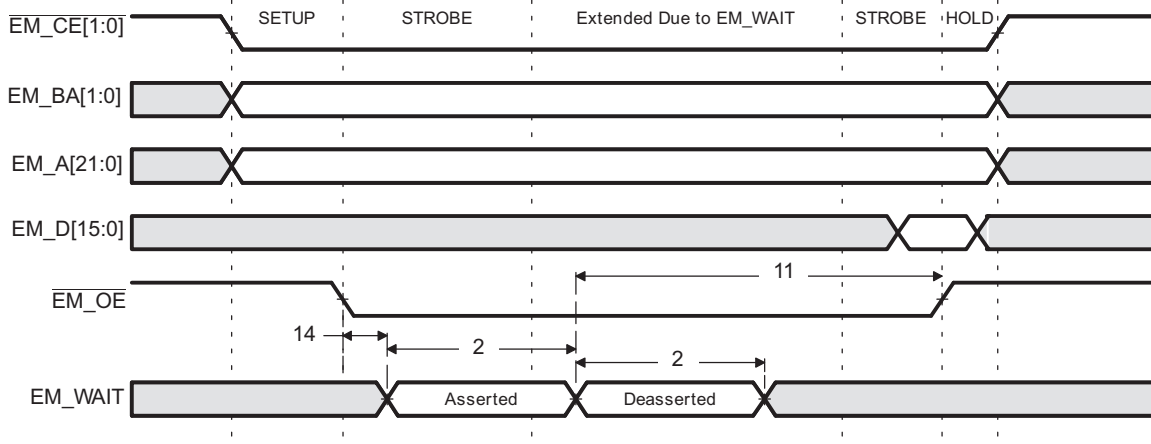 SETUP STROBE Extended Due to EM_WAIT STROBE HOLD
EM_CE[1:0]
EM_BA[1:0]
EM_A[21:0]
EM_D[15:0]
11
EM_OE
14
2
2
EM_WAIT Asserted Deasserted